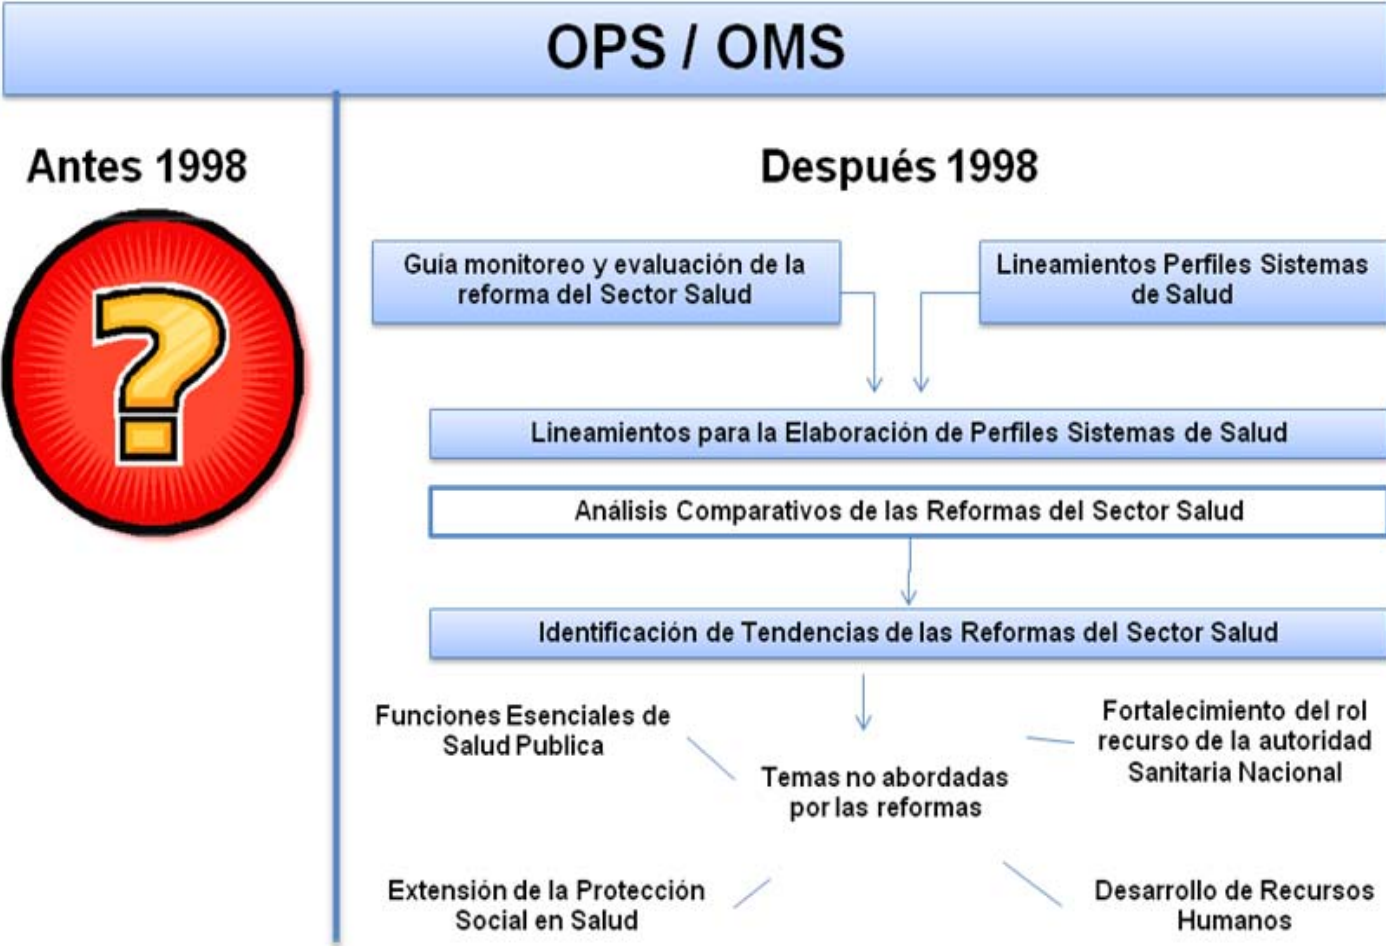 OPS / OMS
Antes 1998
Después 1998
Guía monitoreo y evaluación de la
reforma del Sector Salud
Lineamientos Perfiles Sistemas
de Salud
Lineamientos para la Elaboración de Perfiles Sistemas de Salud
Análisis Comparativos de las Reformas del Sector Salud
Identificación de Tendencias de las Reformas del Sector Salud
Funciones Esenciales de
Salud Publica
Fortalecimiento del rol
recurso de la autoridad
Sanitaria Nacional
Temas no abordadas
por las reformas
Extensión de la Protección
Social en Salud
Desarrollo de Recursos
Humanos